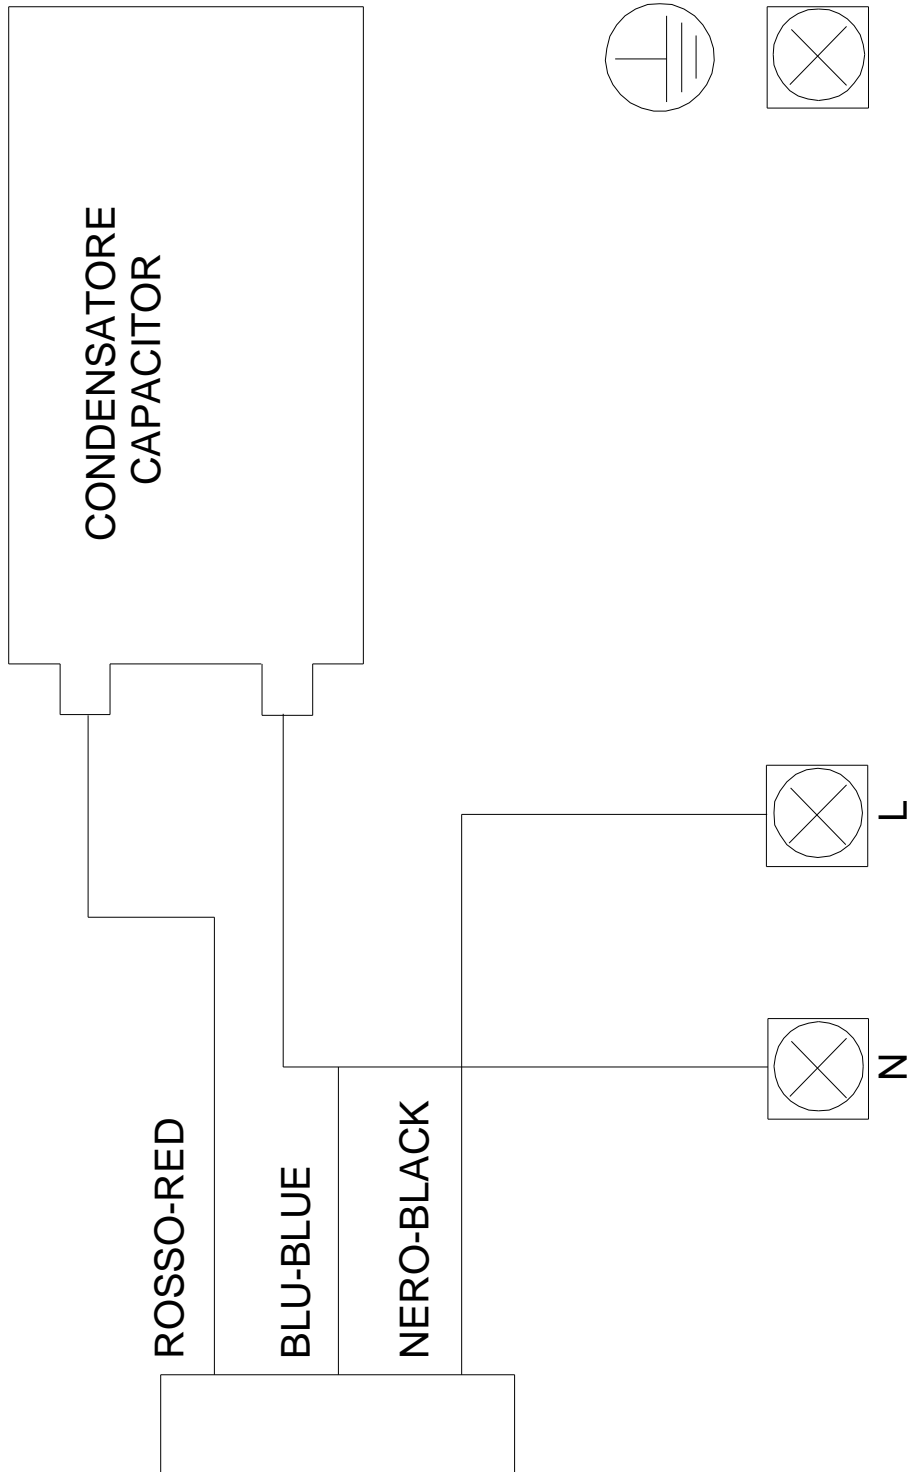 CONDENSATORE
CAPACITOR
ROSSO-RED
BLU-BLUE
NERO-BLACK
L
N